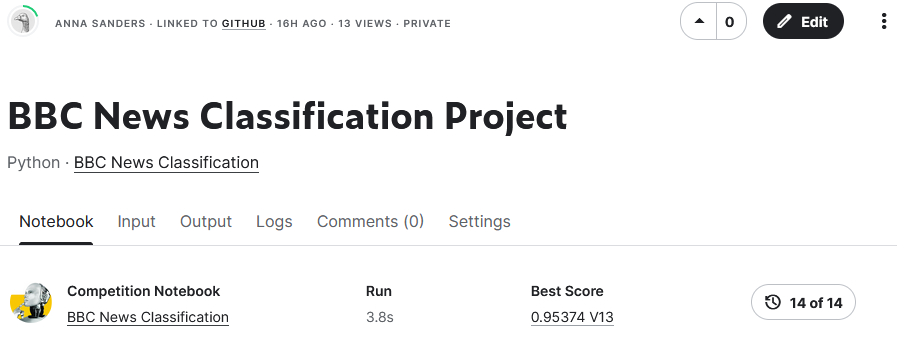 ANNA SANDERS · LINKED TO GITHUB · 16H AGO · 13 VIEWS · PRIVATE
0
Edit
BBC News Classification Project
Python · BBC News Classification
Notebook Input Output Logs Comments (0) Settings
Competition Notebook Run Best Score
BBC News Classification 3.8s 0.95374 V13
14 of 14